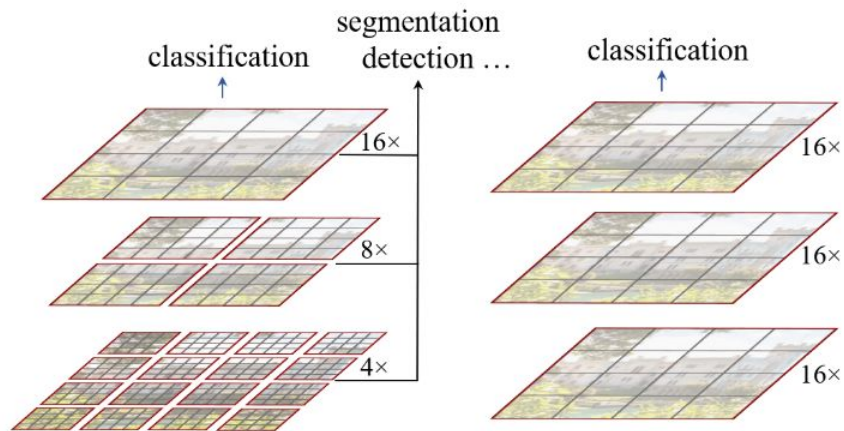 segmentation
classification detection ...
16×
8×
4×
classification
16×
16×
16×